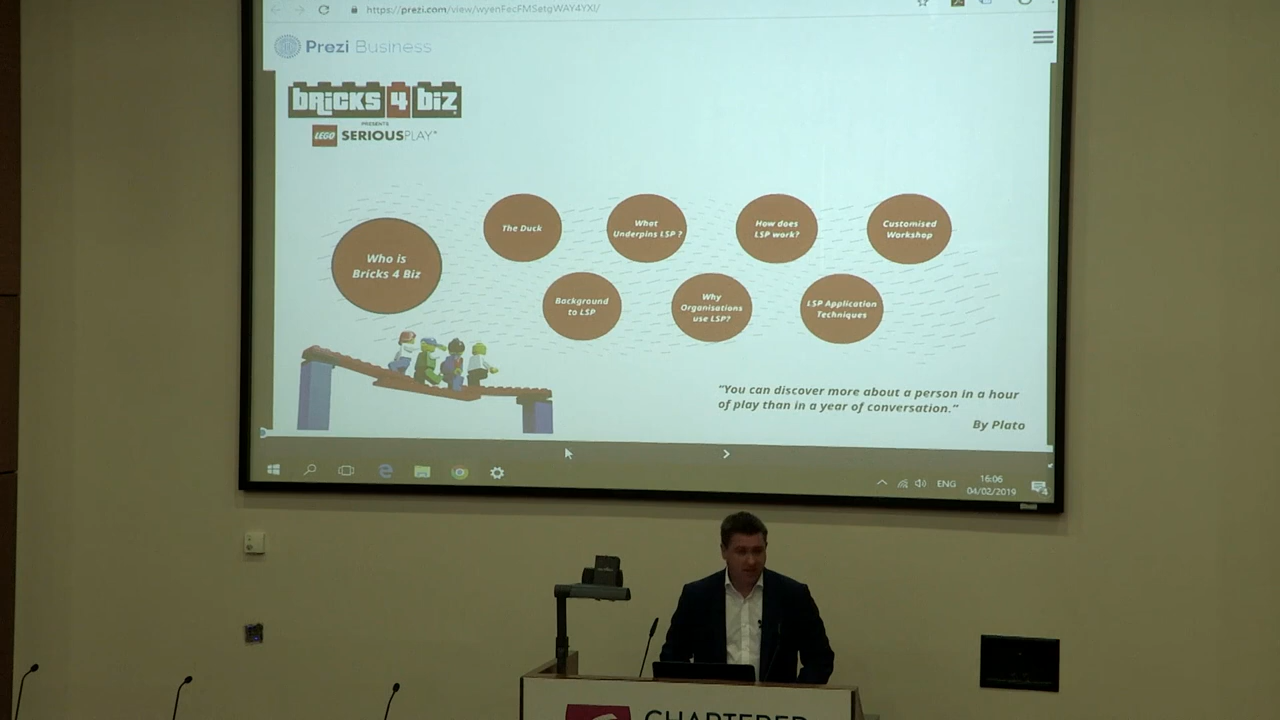 https://prezi.com/view/wyenFecFMSetgWAY4YXI/
Prezi Business
bricks 4 biz
PRESENTS
LEGO SERIOUSPLAY
Who is
Bricks 4 Biz
The Duck
What
Underpins LSP ?
How does
LSP work?
Customised
Workshop
Background
to LSP
Why
Organisations
use LSP?
LSP Application
Techniques
"You can discover more about a person in a hour
of play than in a year of conversation."
By Plato
ENG
16:06
04/02/2019
CHARTERED